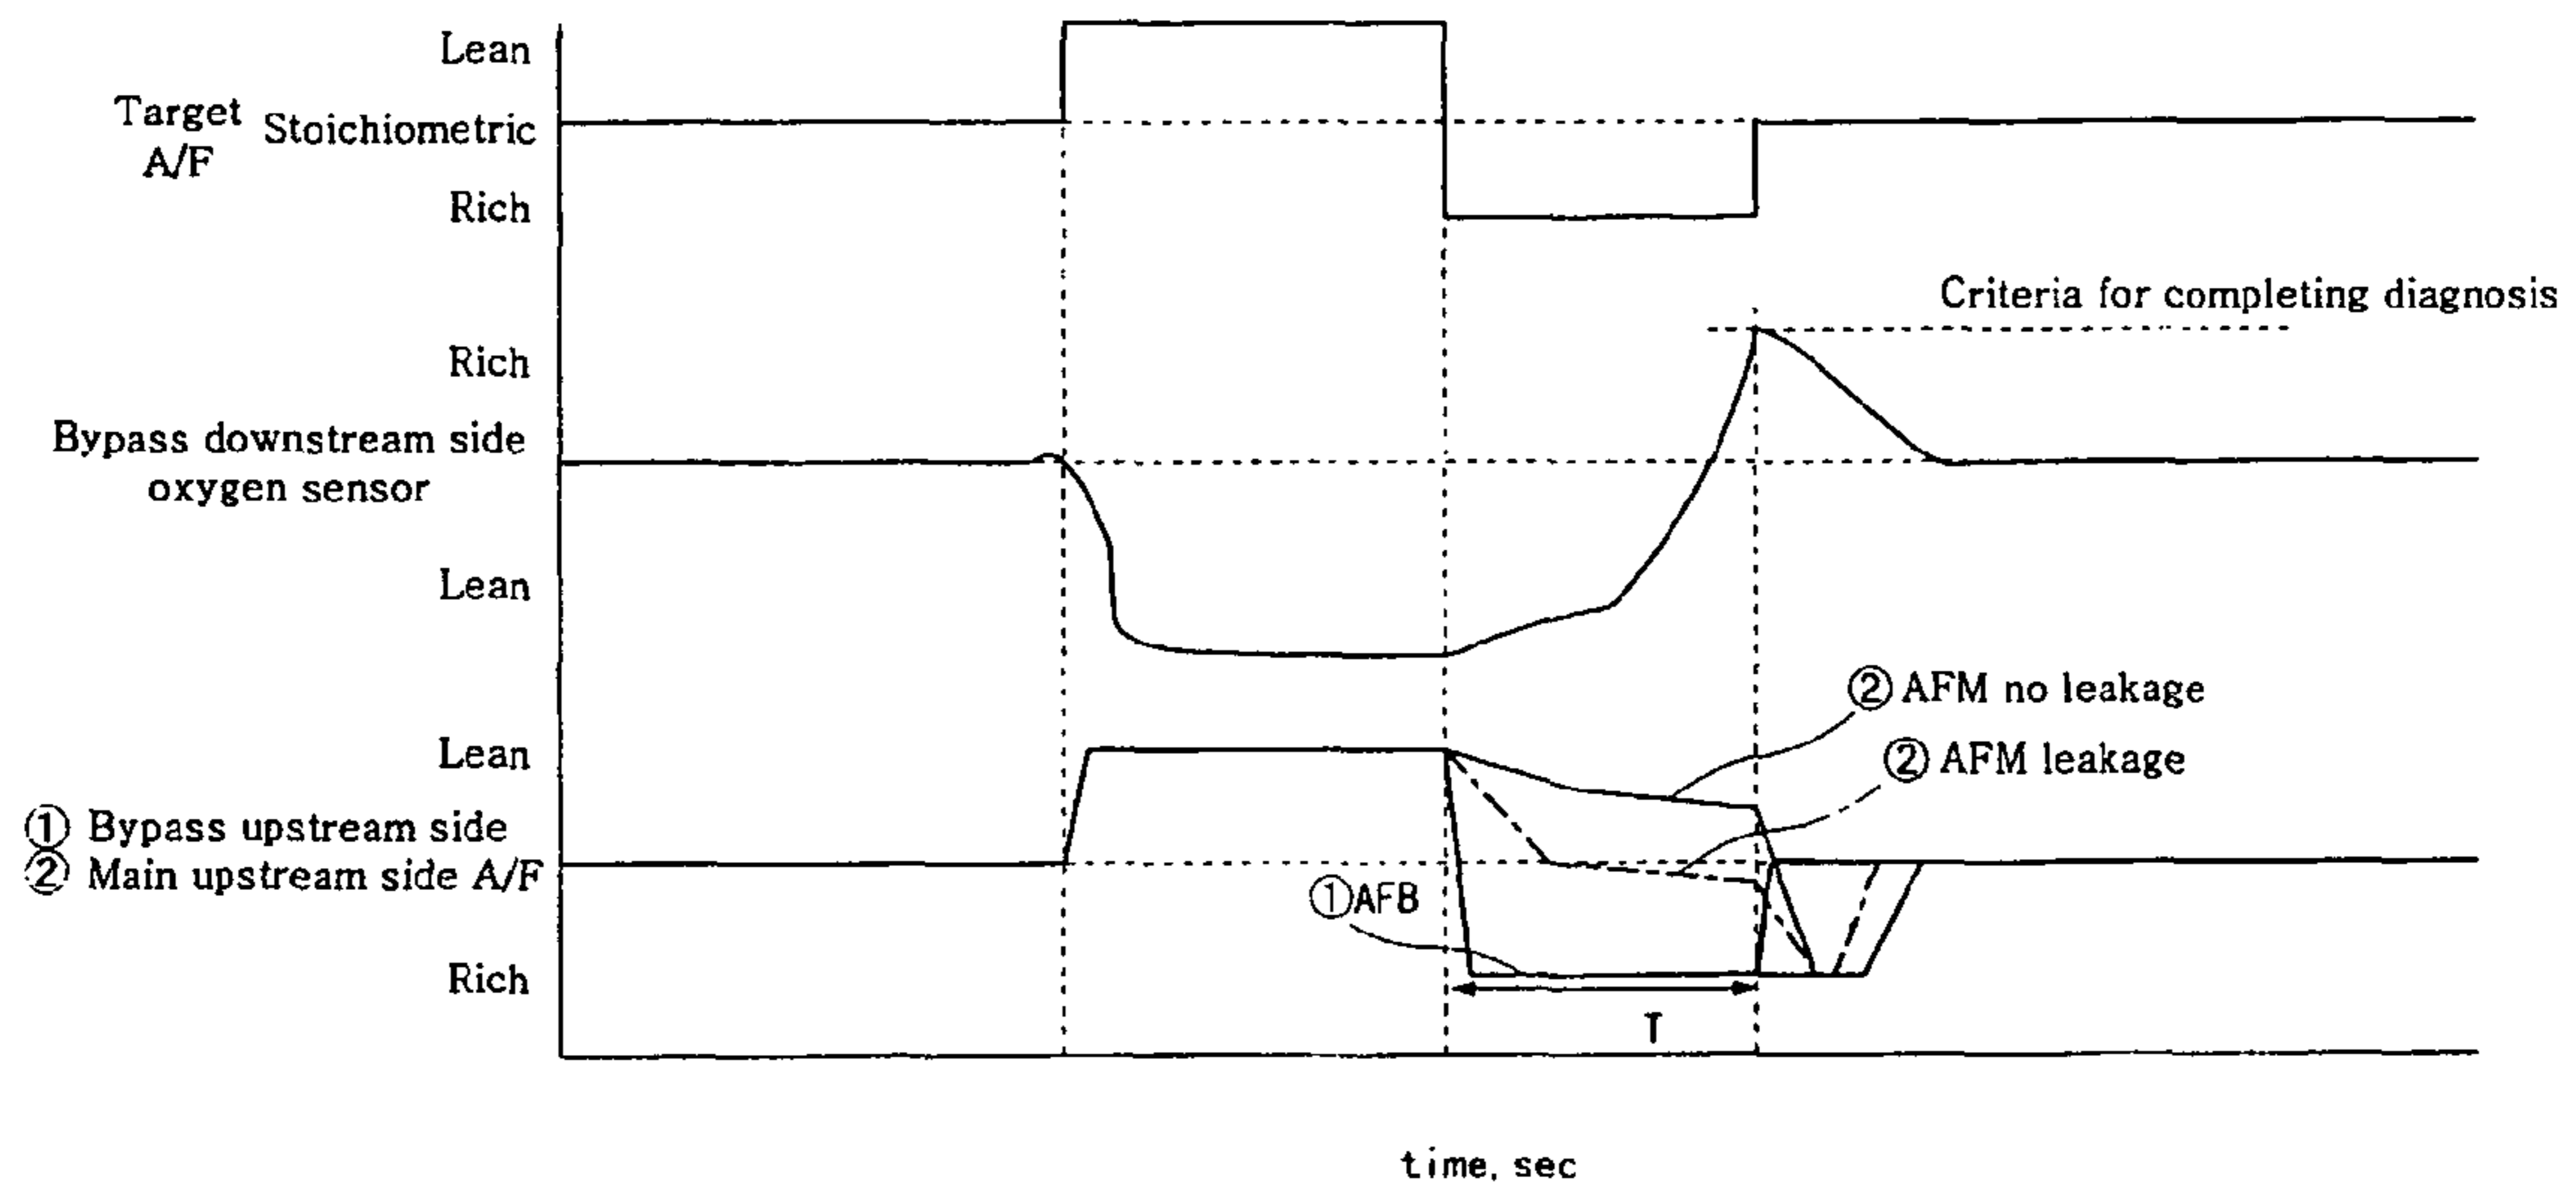 Lean
Target
Stoichiometric
A/F
Rich
Criteria for completing diagnosis
Rich
Bypass downstream side
oxygen sensor
Lean
② AFM no leakage
Lean
② AFM leakage
① Bypass upstream side
② Main upstream side A/F
①AFB
Rich
T
time, sec